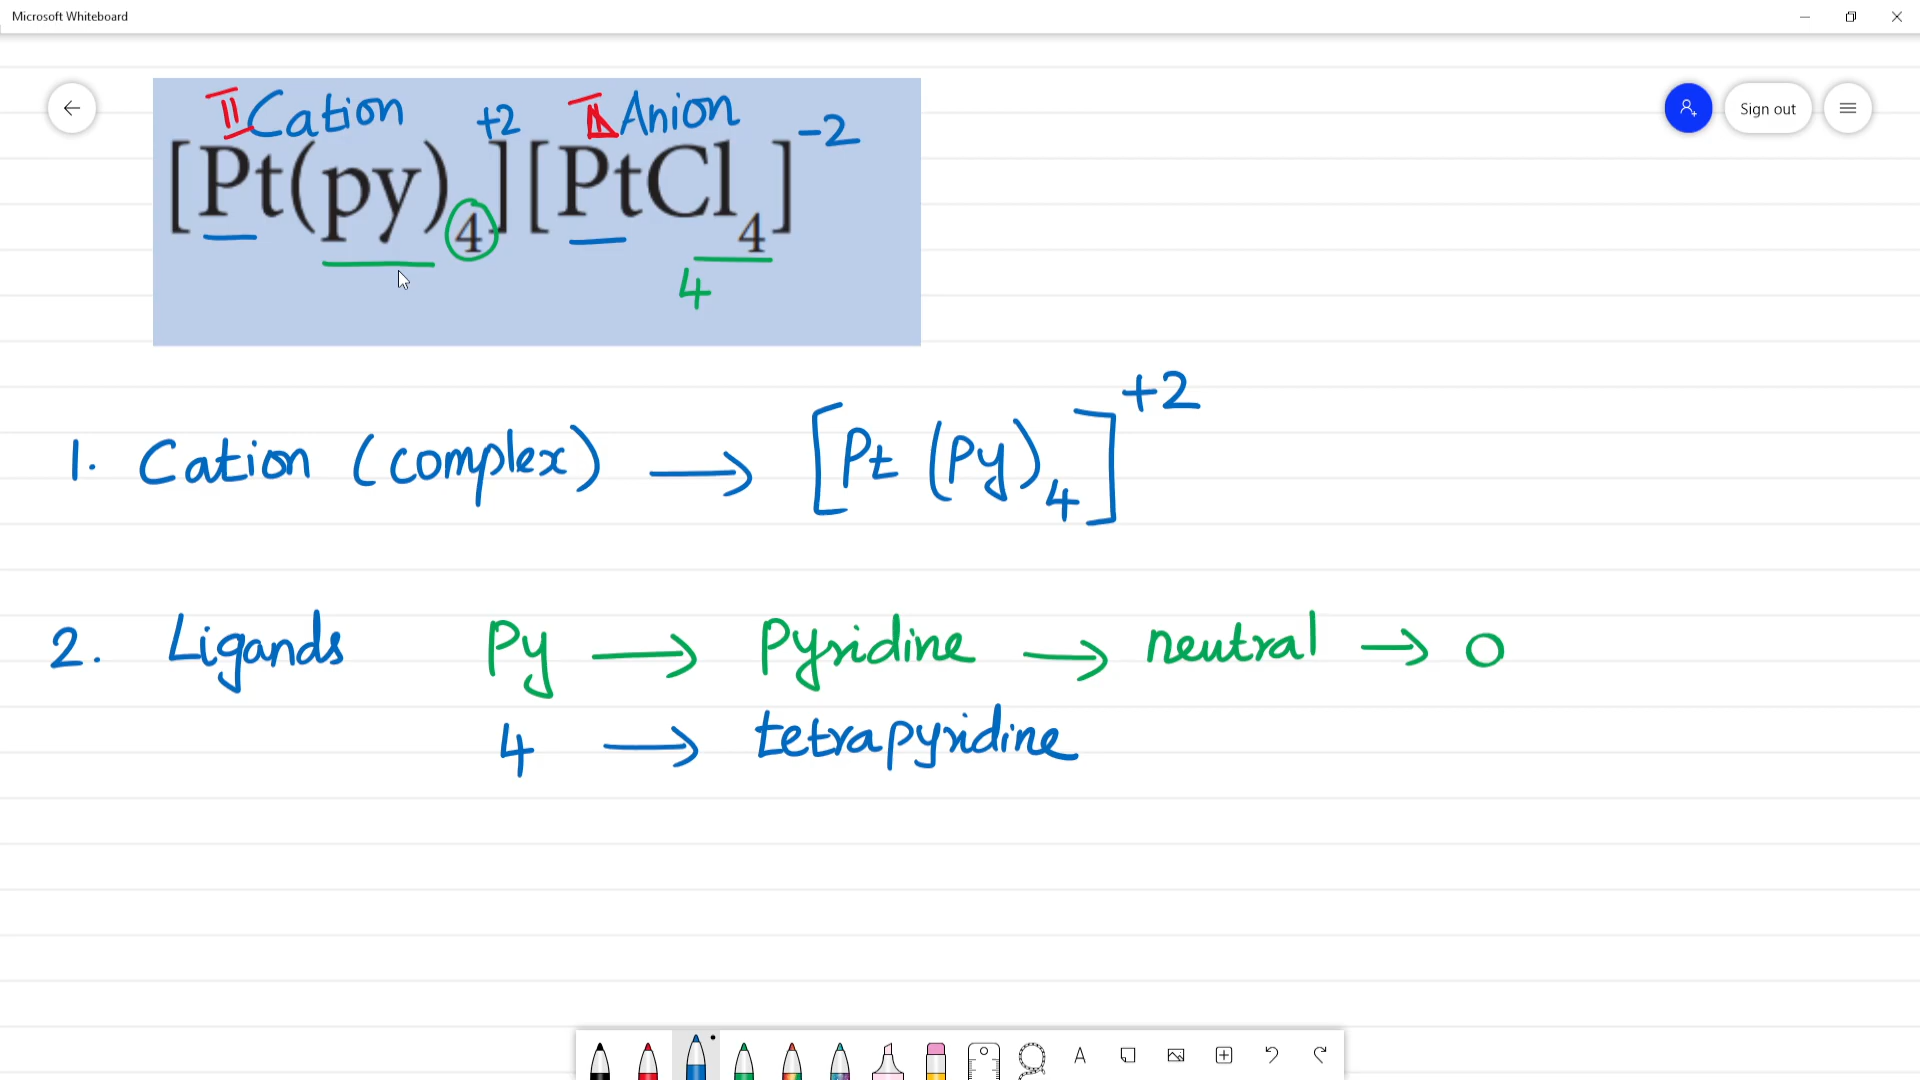 Microsoft Whiteboard
II Cation +2 II Anion -2
[Pt(py)4][PtCl4]
4
Sign out
1. Cation (complex) → [Pt (Py)4]+2
2. Ligands Py → Pyridine → neutral → 0
4 → tetrapyridine
A